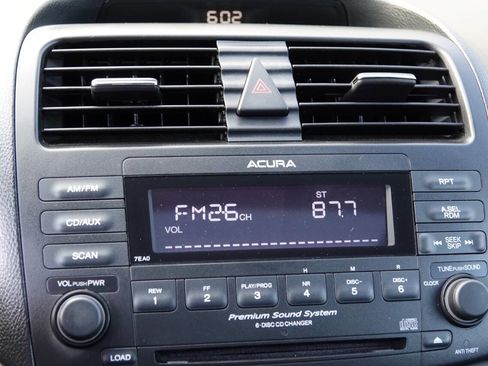 602
ACURA
AM/FM
CD/AUX
SCAN
ST
FM26CH 87.7
VOL
7EA0
RPT
A.SEL
RDM
SEEK
SKIP
VOL PUSH PWR
TUNE PUSH SOUND
CLOCK
H M R
REW
1
FF
2
PLAY/PROG
3
NR
4
DISC-
5
DISC+
6
Premium Sound System
6-DISC CD CHANGER
LOAD
ANTI THEFT